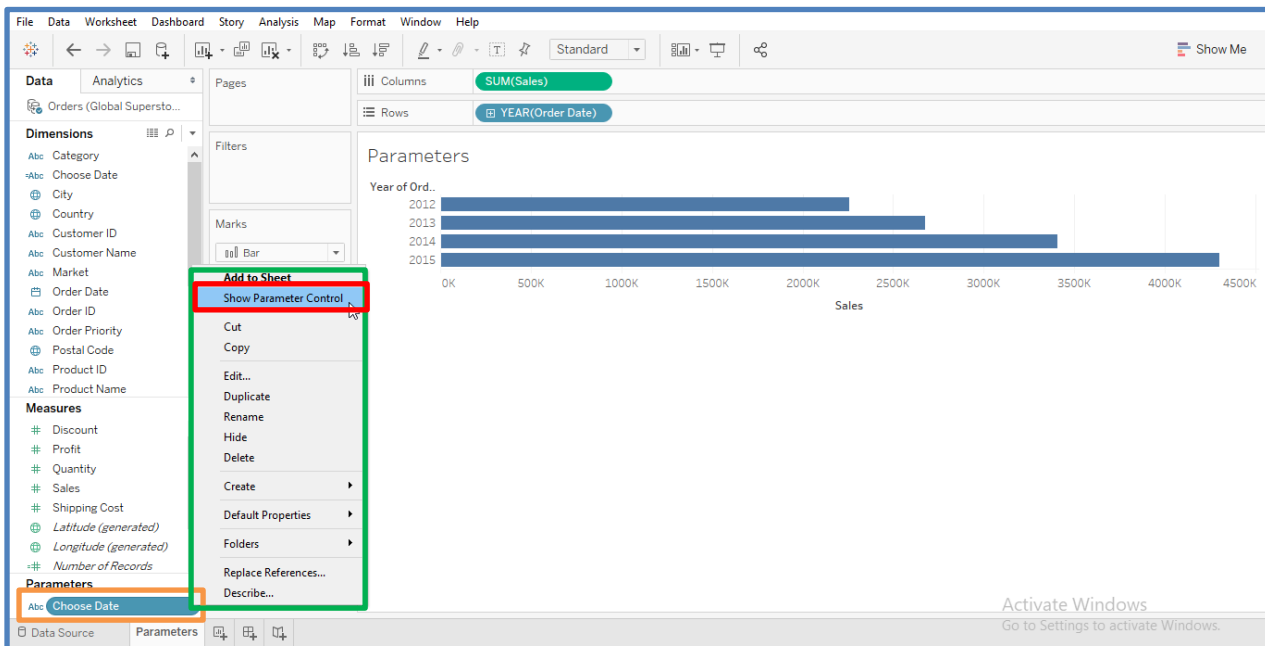 File Data Worksheet Dashboard Story Analysis Map Format Window Help
Standard
Show Me
Data Analytics
Pages
Columns
SUM(Sales)
Orders (Global Supersto...
Rows
YEAR(Order Date)
Dimensions
Filters
Abc Category
=Abc Choose Date
City
Country
Abc Customer ID
Abc Customer Name
Abc Market
Order Date
Abc Order ID
Abc Order Priority
Postal Code
Abc Product ID
Abc Product Name
Marks
Bar
Parameters
Year of Ord..
2012
2013
2014
2015
0K 500K 1000K 1500K 2000K 2500K 3000K 3500K 4000K 4500K
Sales
Add to Sheet
Show Parameter Control
Cut
Copy
Edit...
Duplicate
Rename
Hide
Delete
Create
Default Properties
Folders
Replace References...
Describe...
Measures
# Discount
# Profit
# Quantity
# Sales
# Shipping Cost
Latitude (generated)
Longitude (generated)
=# Number of Records
Parameters
Abc Choose Date
Activate Windows
Go to Settings to activate Windows.
Data Source Parameters